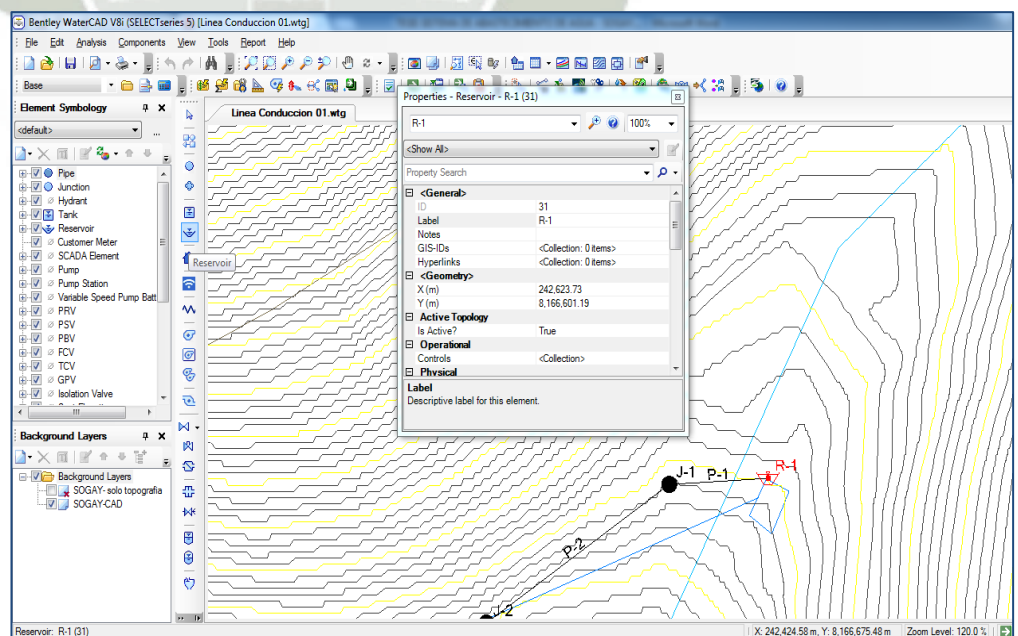 Bentley WaterCAD V8i (SELECTseries 5) [Linea Conduccion 01.wtg]
File Edit Analysis Components View Tools Report Help
Base
Element Symbology
<default>
...
Pipe
Junction
Hydrant
Tank
Reservoir
Customer Meter
SCADA Element
Pump
Pump Station
Variable Speed Pump Batt
PRV
PSV
PBV
FCV
TCV
GPV
Isolation Valve
Background Layers
Background Layers
SOGAY- solo topografia
SOGAY-CAD
Linea Conduccion 01.wtg
Reservoir
Properties - Reservoir - R-1 (31)
R-1
100%
<Show All>
Property Search
<General>
ID 31
Label R-1
Notes
GIS-IDs <Collection: 0 items>
Hyperlinks <Collection: 0 items>
<Geometry>
X (m) 242,623.73
Y (m) 8,166,601.19
Active Topology
Is Active? True
Operational
Controls <Collection>
Physical
Label
Descriptive label for this element.
J-1 P-1 R-1
P-2
J-2
Reservoir: R-1 (31)
X: 242,424.58 m, Y: 8,166,675.48 m Zoom Level: 120.0 %